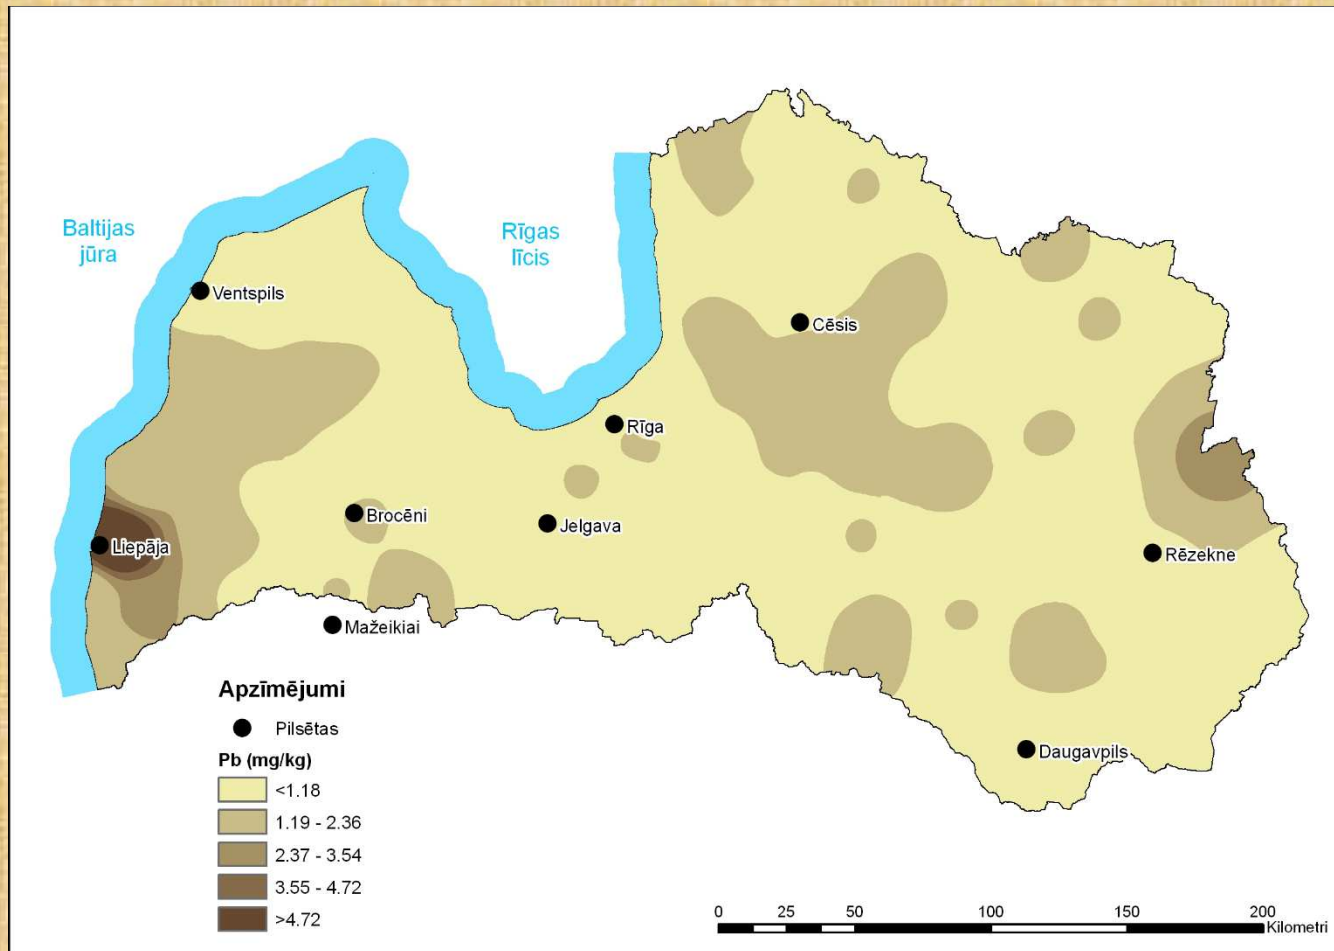 Baltijas
jūra
Rīgas
līcis
Ventspils
Cēsis
Rīga
Brocēni
Jelgava
Liepāja
Rēzekne
Mažeikiai
Daugavpils
Apzīmējumi
Pilsētas
Pb (mg/kg)
<1.18
1.19 - 2.36
2.37 - 3.54
3.55 - 4.72
>4.72
0 25 50 100 150 200
Kilometri